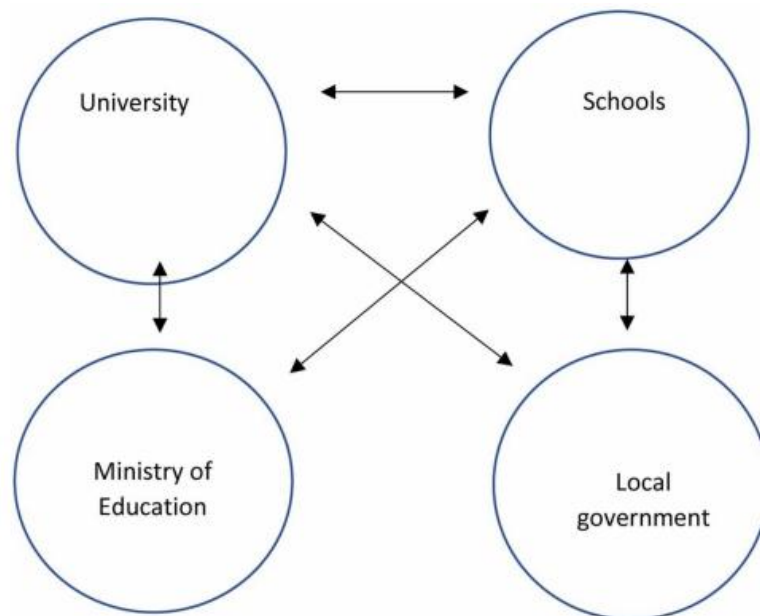 University
Schools
Ministry of
Education
Local
government